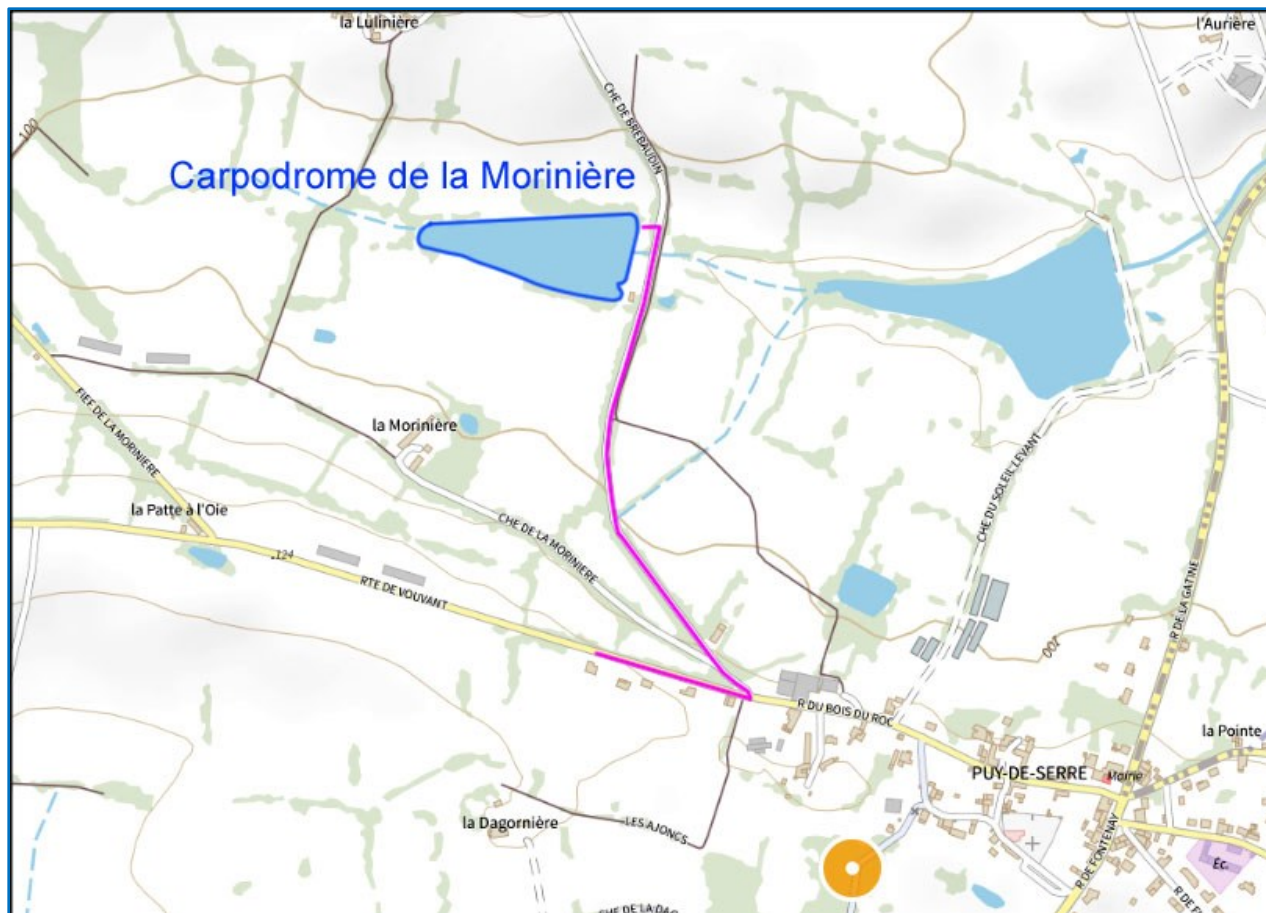 la Lulinière
l'Aurière
CHE DE BREBAUDIN
100
Carpodrome de la Morinière
FIEF DE LA MORINIERE
la Morinière
la Patte à l'Oie
124
CHE DE LA MORINIERE
RTE DE VOUVANT
CHE DU SOLEIL LEVANT
R DE LA GATINE
100
R DU BOIS DU ROC
la Pointe
PUY-DE-SERRE
Mairie
la Dagornière
LES AJONCS
R DE FONTENAY
Éc.